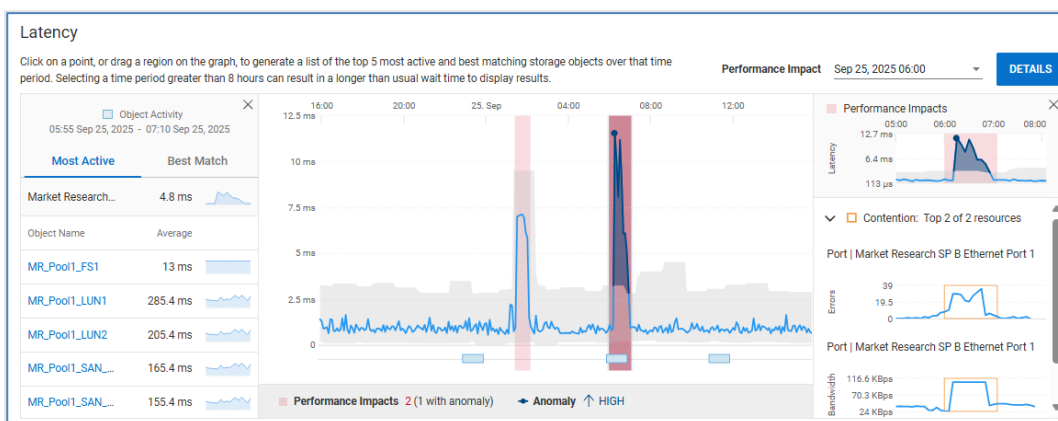 Latency
Click on a point, or drag a region on the graph, to generate a list of the top 5 most active and best matching storage objects over that time
period. Selecting a time period greater than 8 hours can result in a longer than usual wait time to display results.
Performance Impact Sep 25, 2025 06:00
DETAILS
Object Activity
05:55 Sep 25, 2025 - 07:10 Sep 25, 2025
Most Active Best Match
Market Research... 4.8 ms
Object Name Average
MR_Pool1_FS1 13 ms
MR_Pool1_LUN1 285.4 ms
MR_Pool1_LUN2 205.4 ms
MR_Pool1_SAN_... 165.4 ms
MR_Pool1_SAN_... 155.4 ms
16:00 20:00 25. Sep 04:00 08:00 12:00
12.5 ms
10 ms
7.5 ms
5 ms
2.5 ms
0
Performance Impacts 2 (1 with anomaly) Anomaly HIGH
Performance Impacts
05:00 06:00 07:00 08:00
Latency
12.7 ms
6.4 ms
113 µs
Contention: Top 2 of 2 resources
Port | Market Research SP B Ethernet Port 1
Errors
39
19.5
0
Port | Market Research SP B Ethernet Port 1
Bandwidth
116.6 KBps
70.3 KBps
24 KBps